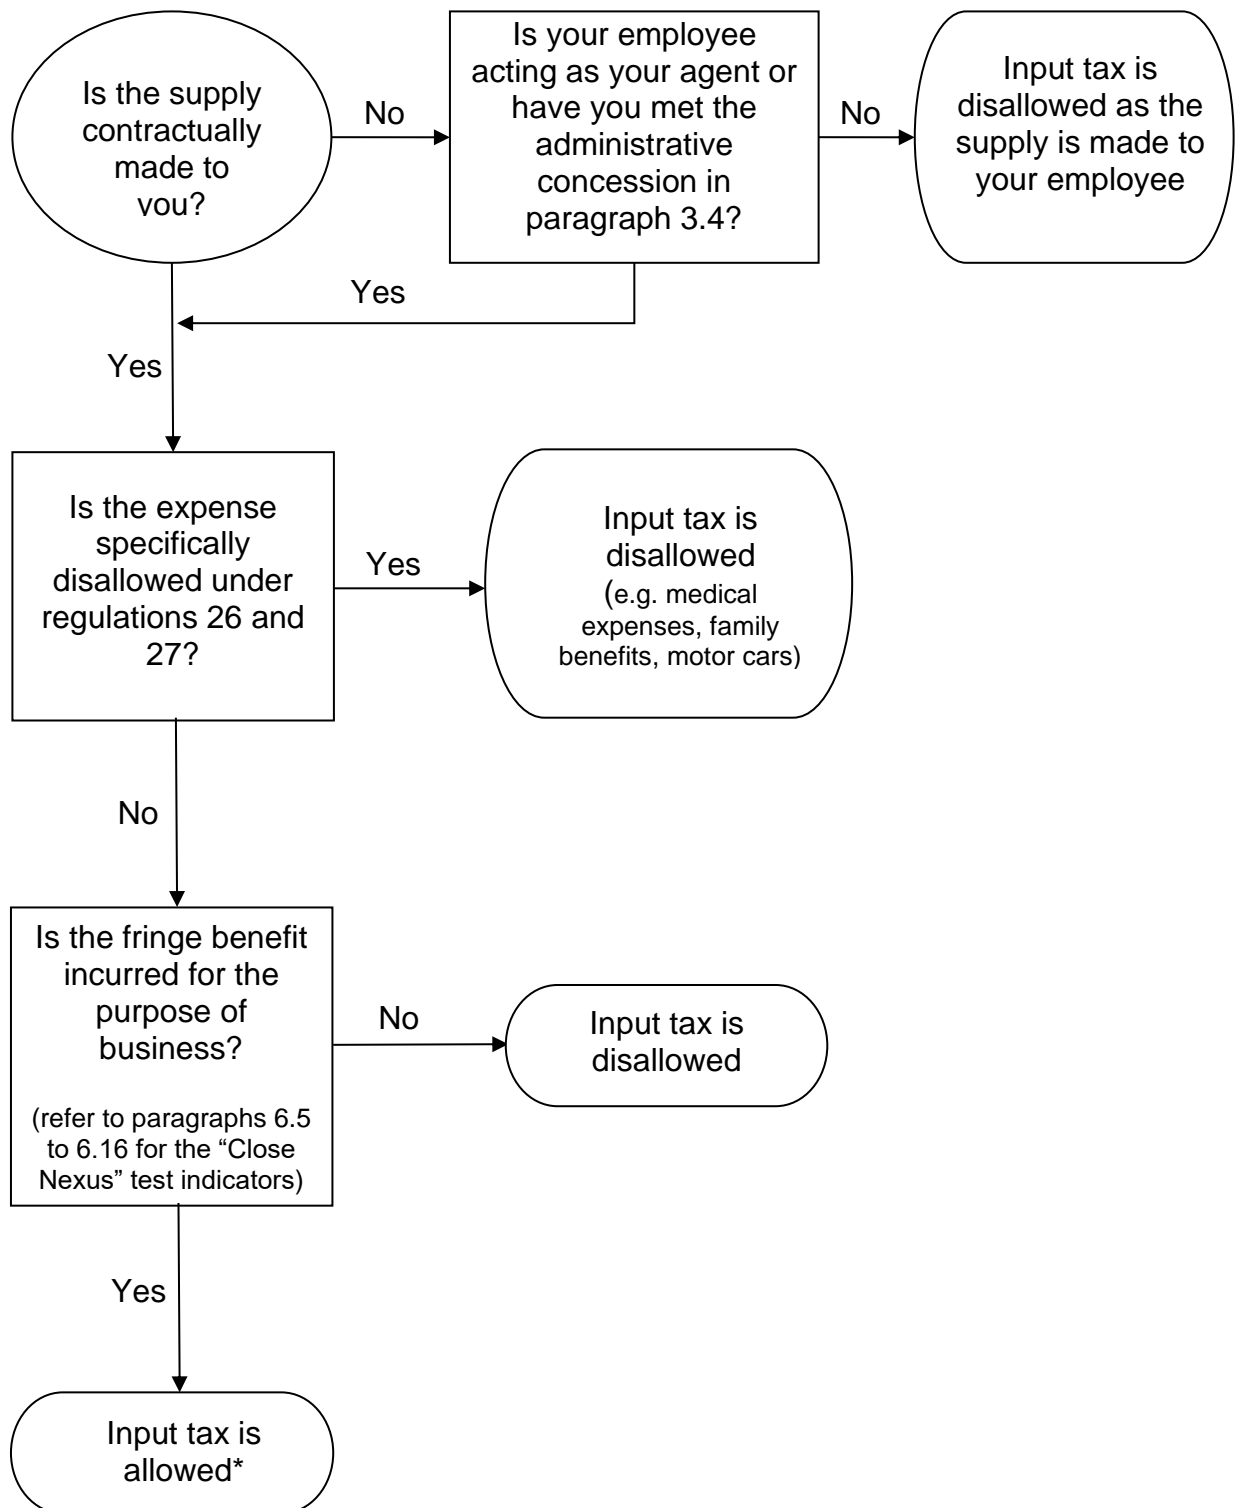 Is the supply
contractually
made to
you?
No
Is your employee
acting as your agent or
have you met the
administrative
concession in
paragraph 3.4?
No
Input tax is
disallowed as the
supply is made to
your employee
Yes
Yes
Is the expense
specifically
disallowed under
regulations 26 and
27?
Yes
Input tax is
disallowed
(e.g. medical
expenses, family
benefits, motor cars)
No
Is the fringe benefit
incurred for the
purpose of
business?
(refer to paragraphs 6.5
to 6.16 for the “Close
Nexus” test indicators)
No
Input tax is
disallowed
Yes
Input tax is
allowed*